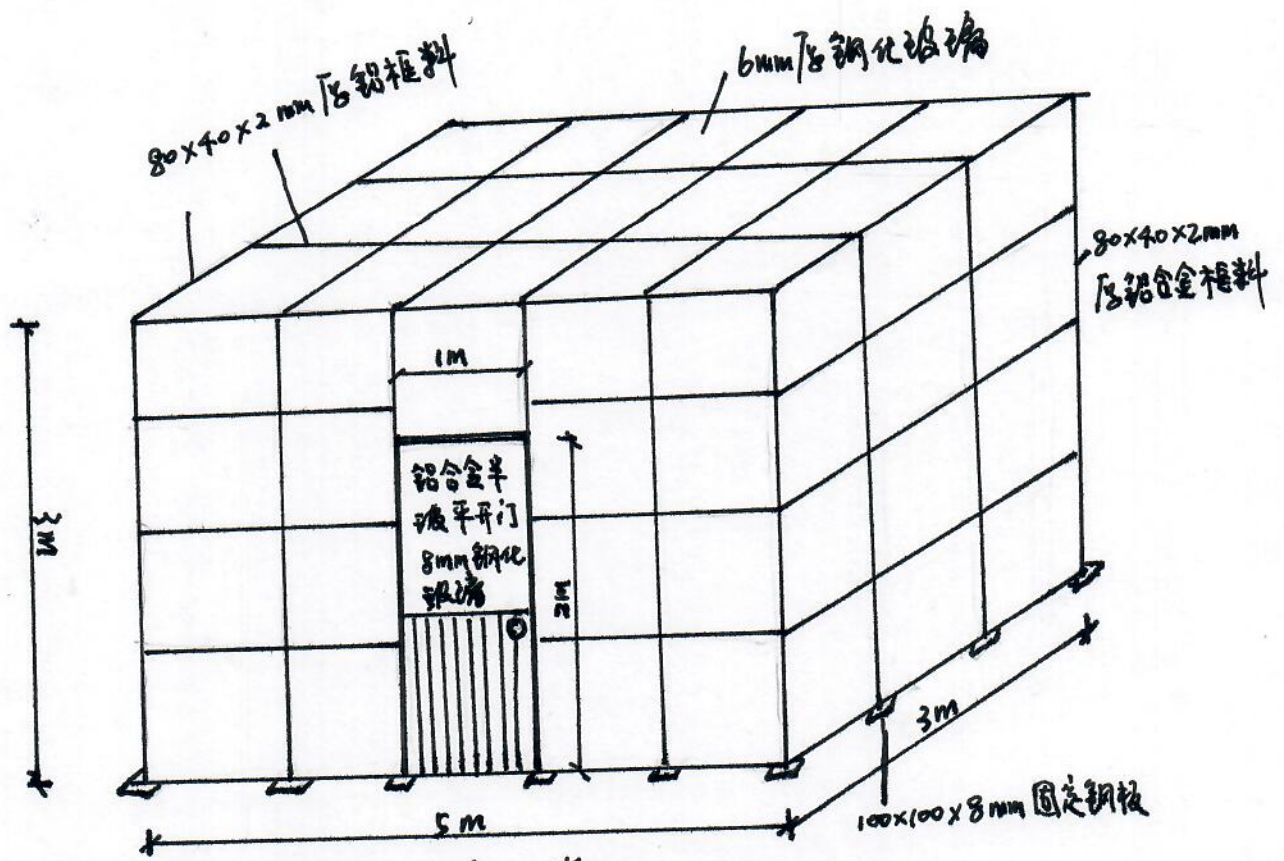 6mm厚钢化玻璃
80×40×2mm厚铝框料
80×40×2mm
厚铝合金框料
1M
铝合金半
玻平开门
8mm钢化
玻璃
3M
2M
3M
100×100×8mm固定钢板
5M